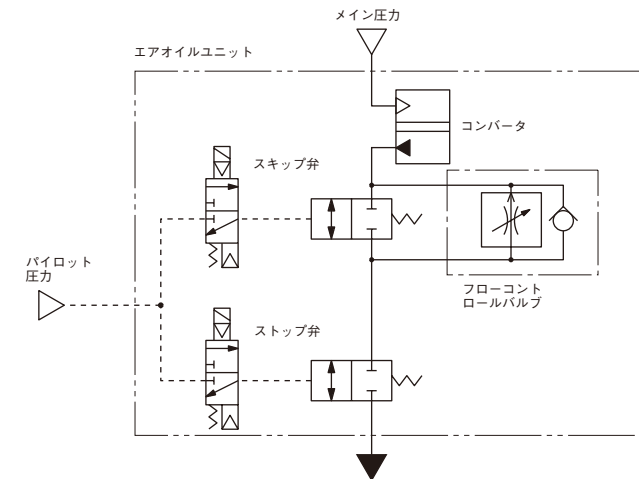 メイン圧力
エアオイルユニット
コンバータ
スキップ弁
パイロット
圧力
フローコント
ロールバルブ
ストップ弁